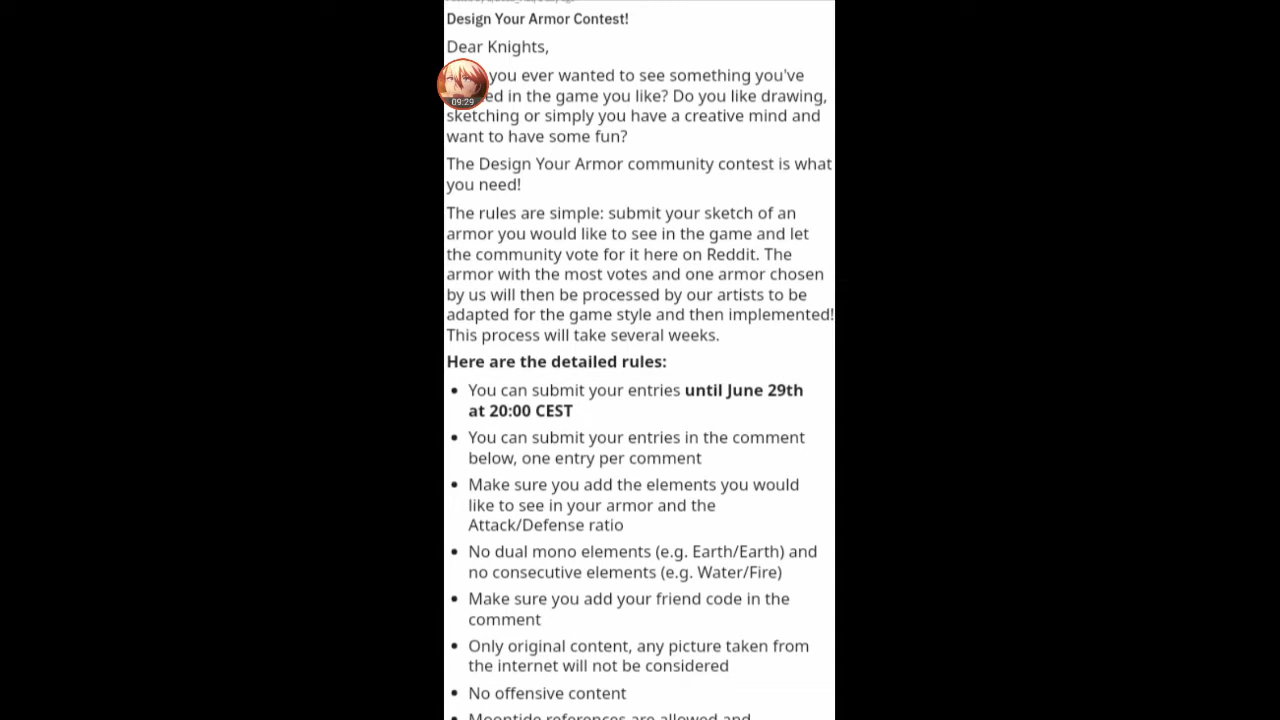 Design Your Armor Contest!
Dear Knights,
you ever wanted to see something you've
ed in the game you like? Do you like drawing,
sketching or simply you have a creative mind and
want to have some fun?
The Design Your Armor community contest is what
you need!
The rules are simple: submit your sketch of an
armor you would like to see in the game and let
the community vote for it here on Reddit. The
armor with the most votes and one armor chosen
by us will then be processed by our artists to be
adapted for the game style and then implemented!
This process will take several weeks.
Here are the detailed rules:
• You can submit your entries until June 29th
at 20:00 CEST
• You can submit your entries in the comment
below, one entry per comment
• Make sure you add the elements you would
like to see in your armor and the
Attack/Defense ratio
• No dual mono elements (e.g. Earth/Earth) and
no consecutive elements (e.g. Water/Fire)
• Make sure you add your friend code in the
comment
• Only original content, any picture taken from
the internet will not be considered
• No offensive content
• Moontide references are allowed and
09:29